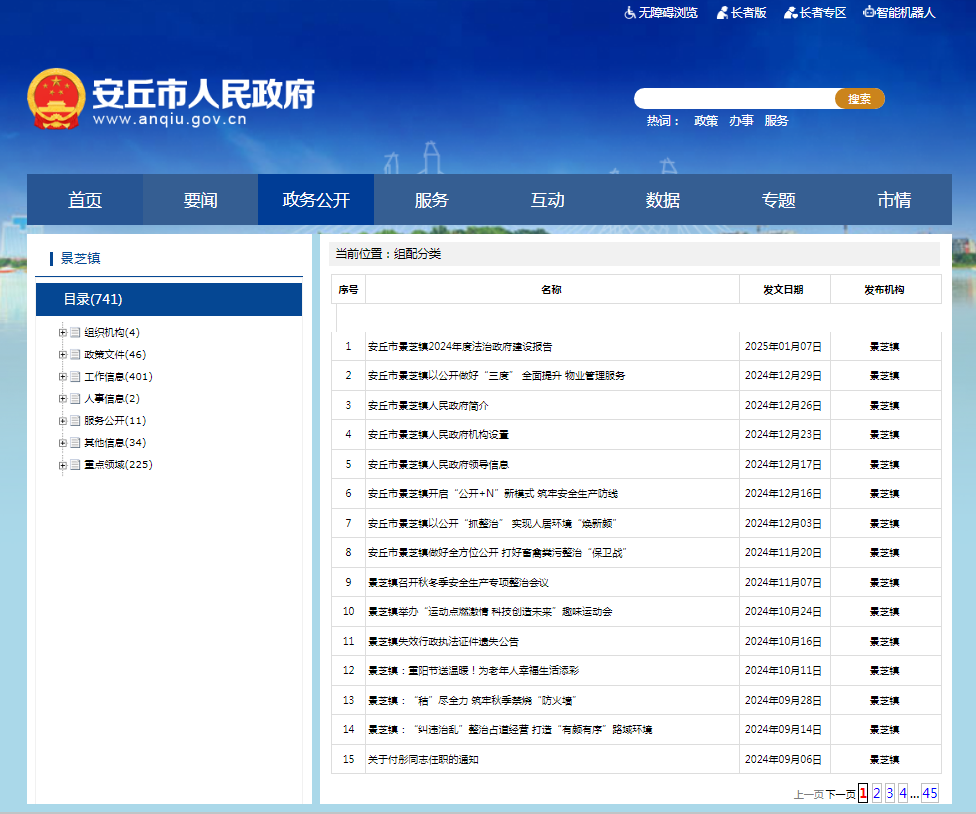 无障碍浏览 长者版 长者专区 智能机器人
安丘市人民政府
www.anqiu.gov.cn
搜索
热词： 政策 办事 服务
首页 要闻 政务公开 服务 互动 数据 专题 市情
景芝镇
目录(741)
组织机构(4)
政策文件(46)
工作信息(401)
人事信息(2)
服务公开(11)
其他信息(34)
重点领域(225)
当前位置：组配分类
序号 名称 发文日期 发布机构
1 安丘市景芝镇2024年度法治政府建设报告 2025年01月07日 景芝镇
2 安丘市景芝镇以公开做好“三度” 全面提升 物业管理服务 2024年12月29日 景芝镇
3 安丘市景芝镇人民政府简介 2024年12月26日 景芝镇
4 安丘市景芝镇人民政府机构设置 2024年12月23日 景芝镇
5 安丘市景芝镇人民政府领导信息 2024年12月17日 景芝镇
6 安丘市景芝镇开启“公开+N”新模式 筑牢安全生产防线 2024年12月16日 景芝镇
7 安丘市景芝镇以公开“抓整治” 实现人居环境“焕新颜” 2024年12月03日 景芝镇
8 安丘市景芝镇做好全方位公开 打好畜禽粪污整治“保卫战” 2024年11月20日 景芝镇
9 景芝镇召开秋冬季安全生产专项整治会议 2024年11月07日 景芝镇
10 景芝镇举办“运动点燃激情 科技创造未来”趣味运动会 2024年10月24日 景芝镇
11 景芝镇失效行政执法证件遗失公告 2024年10月16日 景芝镇
12 景芝镇：重阳节送温暖！为老年人幸福生活添彩 2024年10月11日 景芝镇
13 景芝镇：“秸”尽全力 筑牢秋季禁烧“防火墙” 2024年09月28日 景芝镇
14 景芝镇：“纠违治乱”整治占道经营 打造“有颜有序”路域环境 2024年09月14日 景芝镇
15 关于付彤同志任职的通知 2024年09月06日 景芝镇
上一页 下一页 1 2 3 4 ... 45